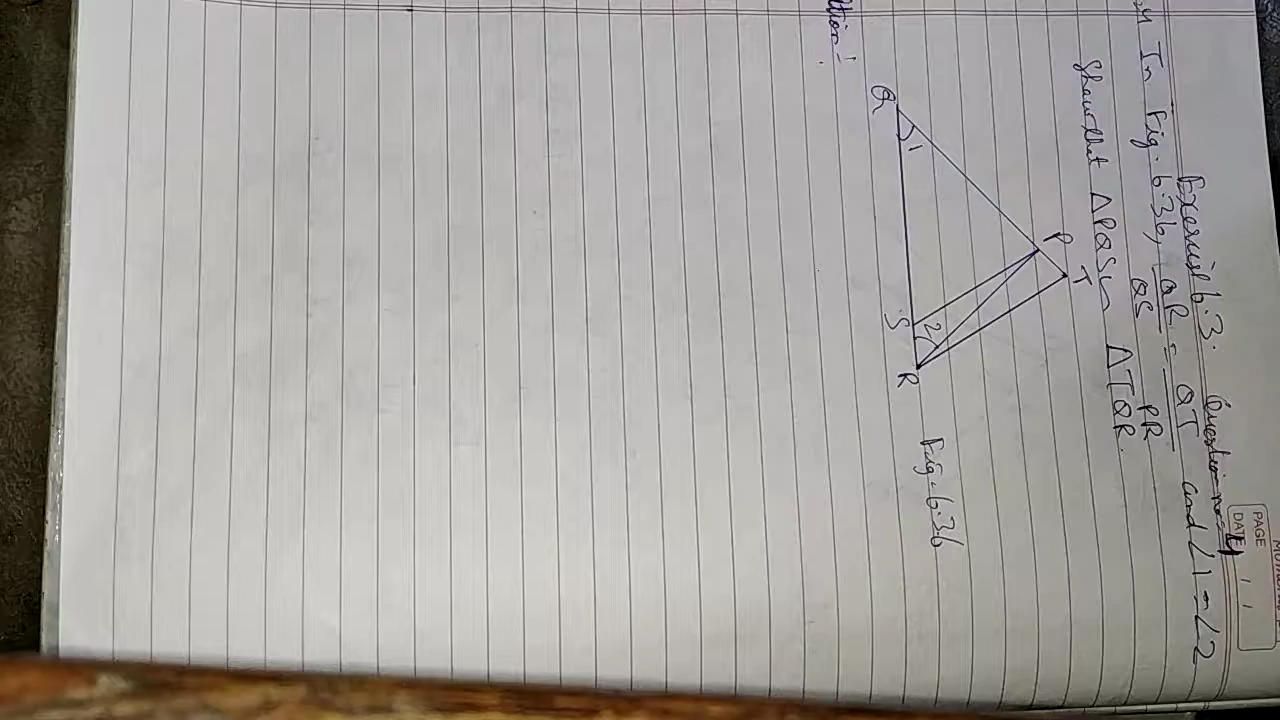 PAGE
DATE / /
Exercise 6.3. Question no-4
In Fig. 6.36, QR/QS = QT/PR and ∠1=∠2
Show that ΔPQS ~ ΔTQR.
P T
Q 1 S 2 R
Fig-6.36